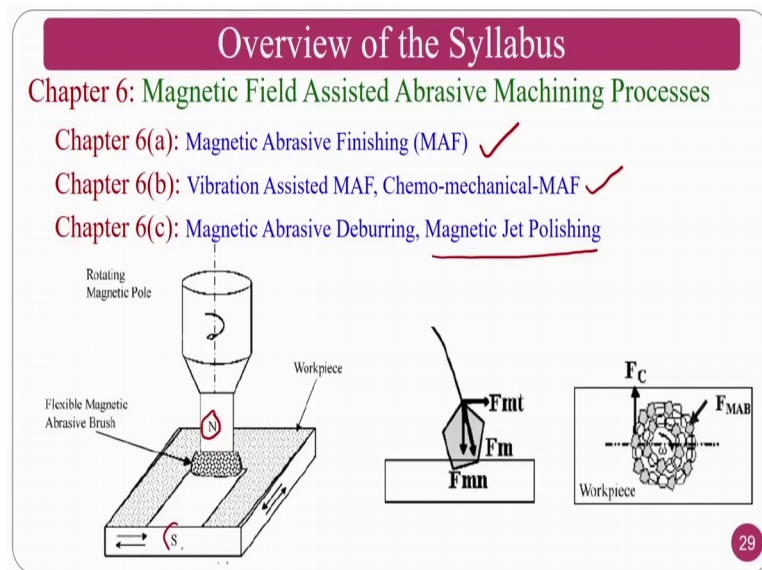 Overview of the Syllabus
Chapter 6: Magnetic Field Assisted Abrasive Machining Processes
Chapter 6(a): Magnetic Abrasive Finishing (MAF)
Chapter 6(b): Vibration Assisted MAF, Chemo-mechanical-MAF
Chapter 6(c): Magnetic Abrasive Deburring, Magnetic Jet Polishing
Rotating
Magnetic Pole
Workpiece
Flexible Magnetic
Abrasive Brush
N
S
Fmt
Fm
Fmn
FC
FMAB
ω
Workpiece
29